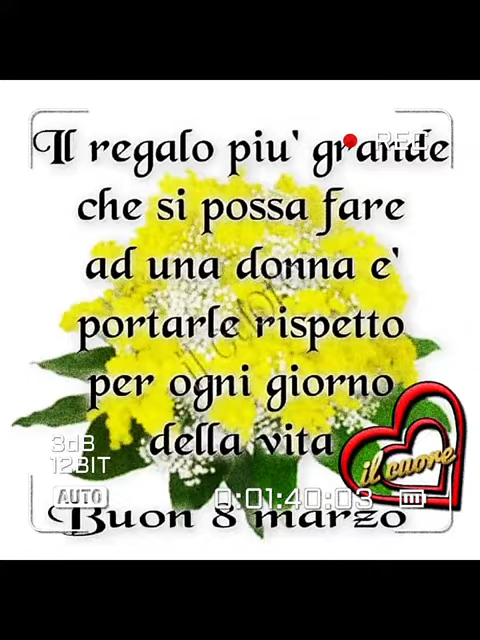 Il regalo piu' grande
REC
che si possa fare
ad una donna e'
portarle rispetto
per ogni giorno
della vita
il cuore
3dB
12BIT
AUTO
0:01:40:03
Buon 8 marzo